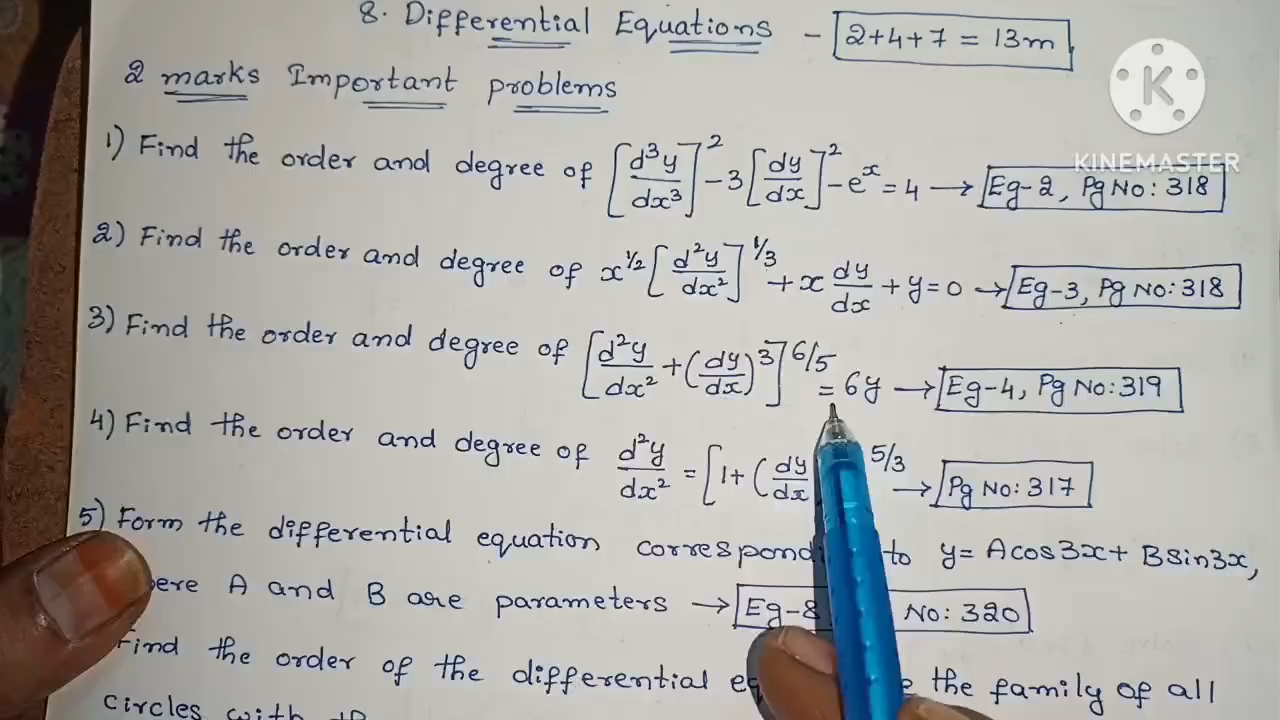 8. Differential Equations - 2+4+7 = 13m
2 marks Important problems
K
KINEMASTER
1) Find the order and degree of [d³y/dx³]² - 3[dy/dx]² - eˣ = 4 → Eg-2, Pg No: 318
2) Find the order and degree of x^1/2 [d²y/dx²]^1/3 + x dy/dx + y = 0 → Eg-3, Pg No: 318
3) Find the order and degree of [d²y/dx² + (dy/dx)³]^6/5 = 6y → Eg-4, Pg No: 319
4) Find the order and degree of d²y/dx² = [1+ (dy/dx 5/3 → Pg No: 317
5) Form the differential equation to y = Acos3x + Bsin3x,
A and B are parameters → Eg-8 No: 320
Find the order of the differential the family of all
circles with